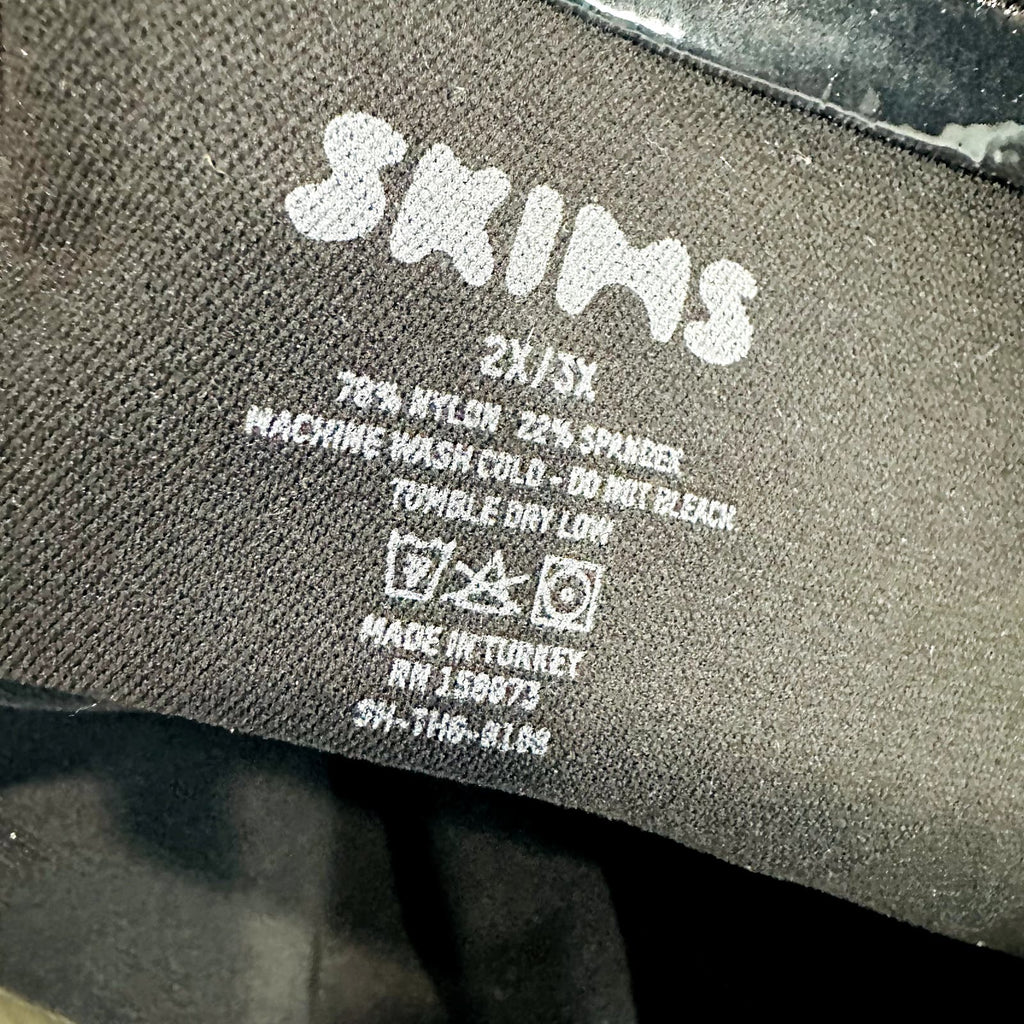 SKIMS
2X/3X
78% NYLON 22% SPANDEX
MACHINE WASH COLD - DO NOT BLEACH
TUMBLE DRY LOW
MADE IN TURKEY
RN